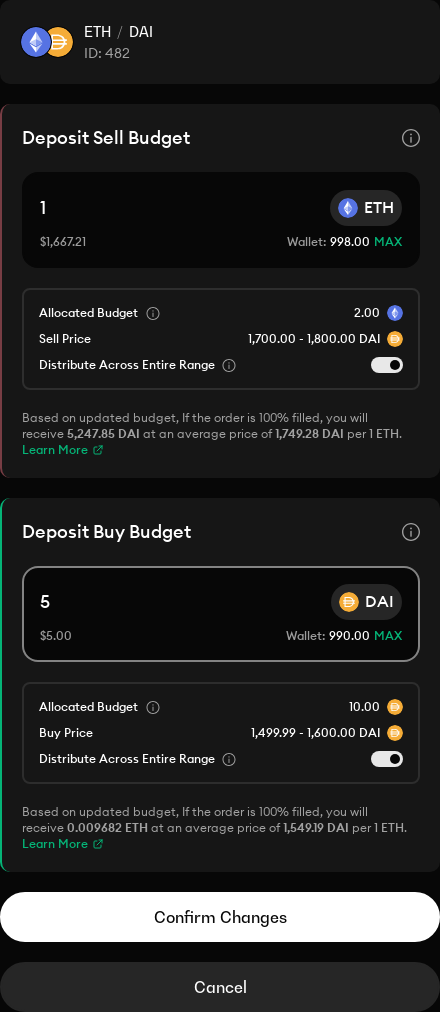 ETH / DAI
ID: 482
Deposit Sell Budget
1
ETH
$1,667.21
Wallet: 998.00 MAX
Allocated Budget
2.00
Sell Price
1,700.00 - 1,800.00 DAI
Distribute Across Entire Range
Based on updated budget, If the order is 100% filled, you will
receive 5,247.85 DAI at an average price of 1,749.28 DAI per 1 ETH.
Learn More
Deposit Buy Budget
5
DAI
$5.00
Wallet: 990.00 MAX
Allocated Budget
10.00
Buy Price
1,499.99 - 1,600.00 DAI
Distribute Across Entire Range
Based on updated budget, If the order is 100% filled, you will
receive 0.009682 ETH at an average price of 1,549.19 DAI per 1 ETH.
Learn More
Confirm Changes
Cancel